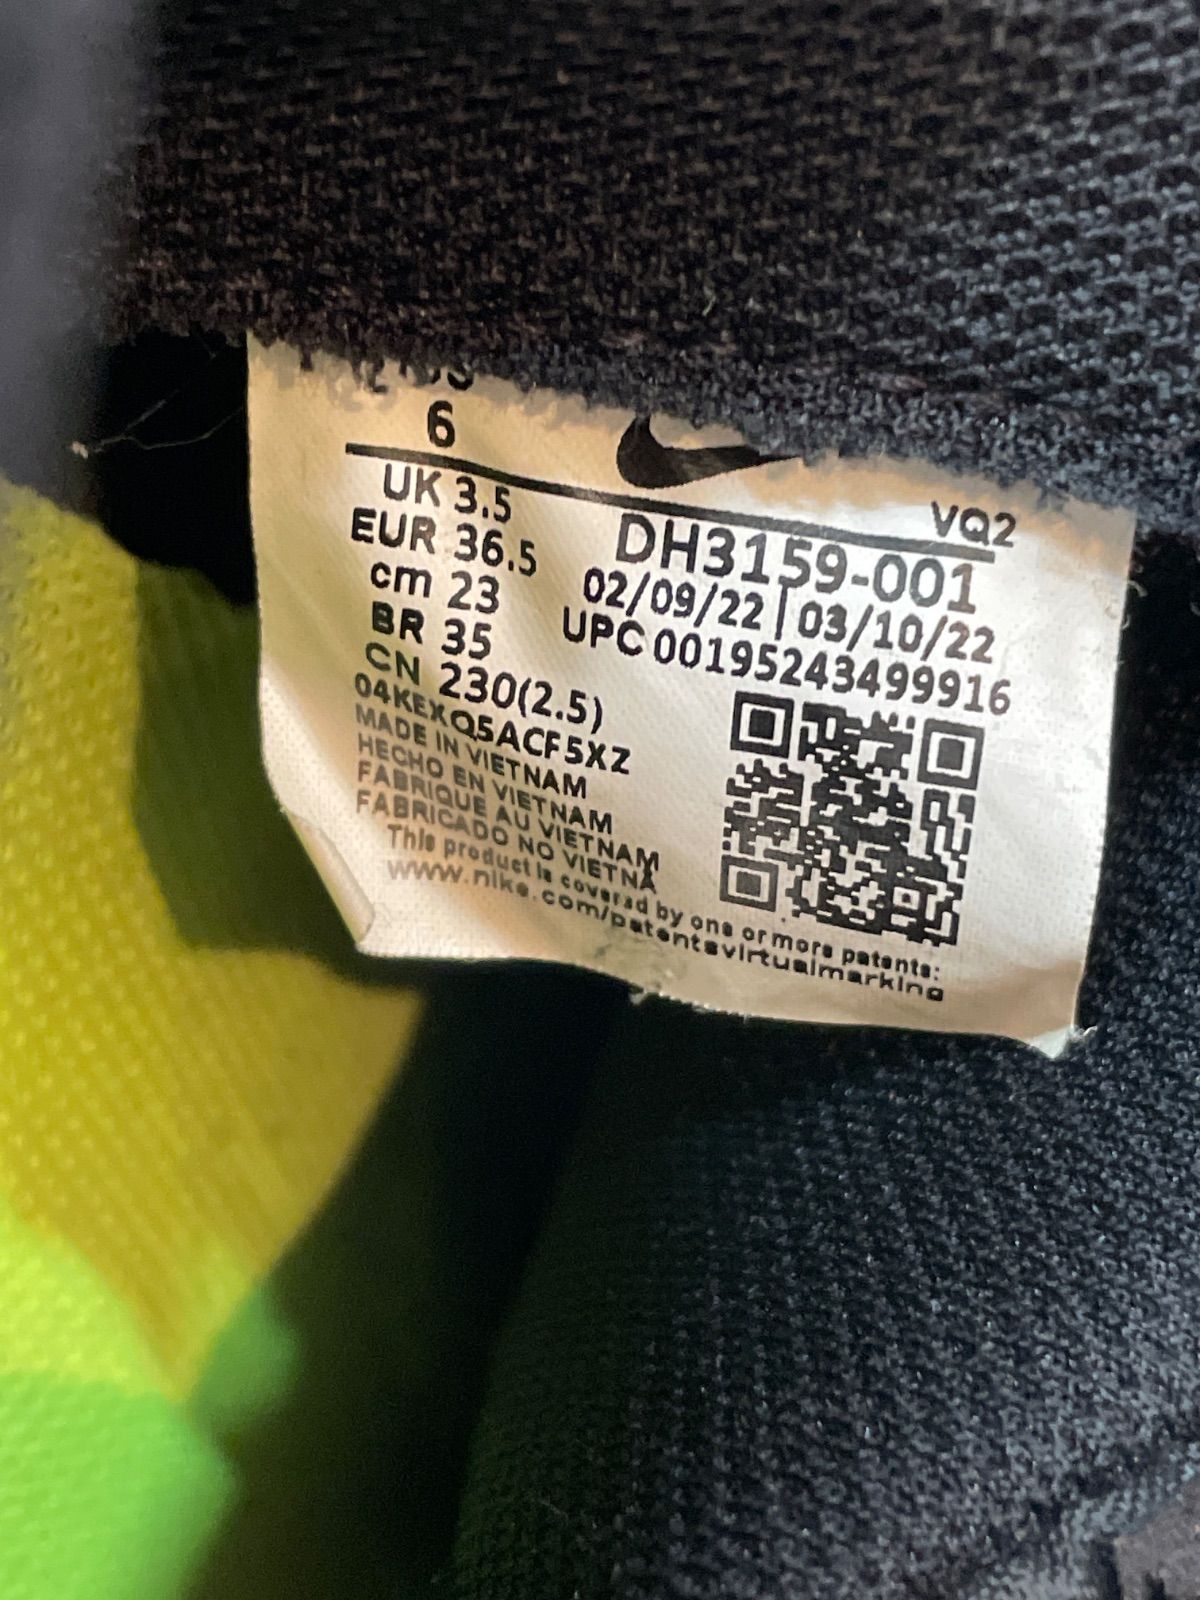 6
UK 3.5
EUR 36.5
cm 23
BR 35
CN 230(2.5)
04KEXQ5ACF5XZ
MADE IN VIETNAM
HECHO EN VIETNAM
FABRIQUE AU VIETNAM
FABRICADO NO VIETNÃ
VQ2
DH3159-001
02/09/22 | 03/10/22
UPC 00195243499916
This product is covered by one or more patents:
www.nike.com/patentsvirtualmarking